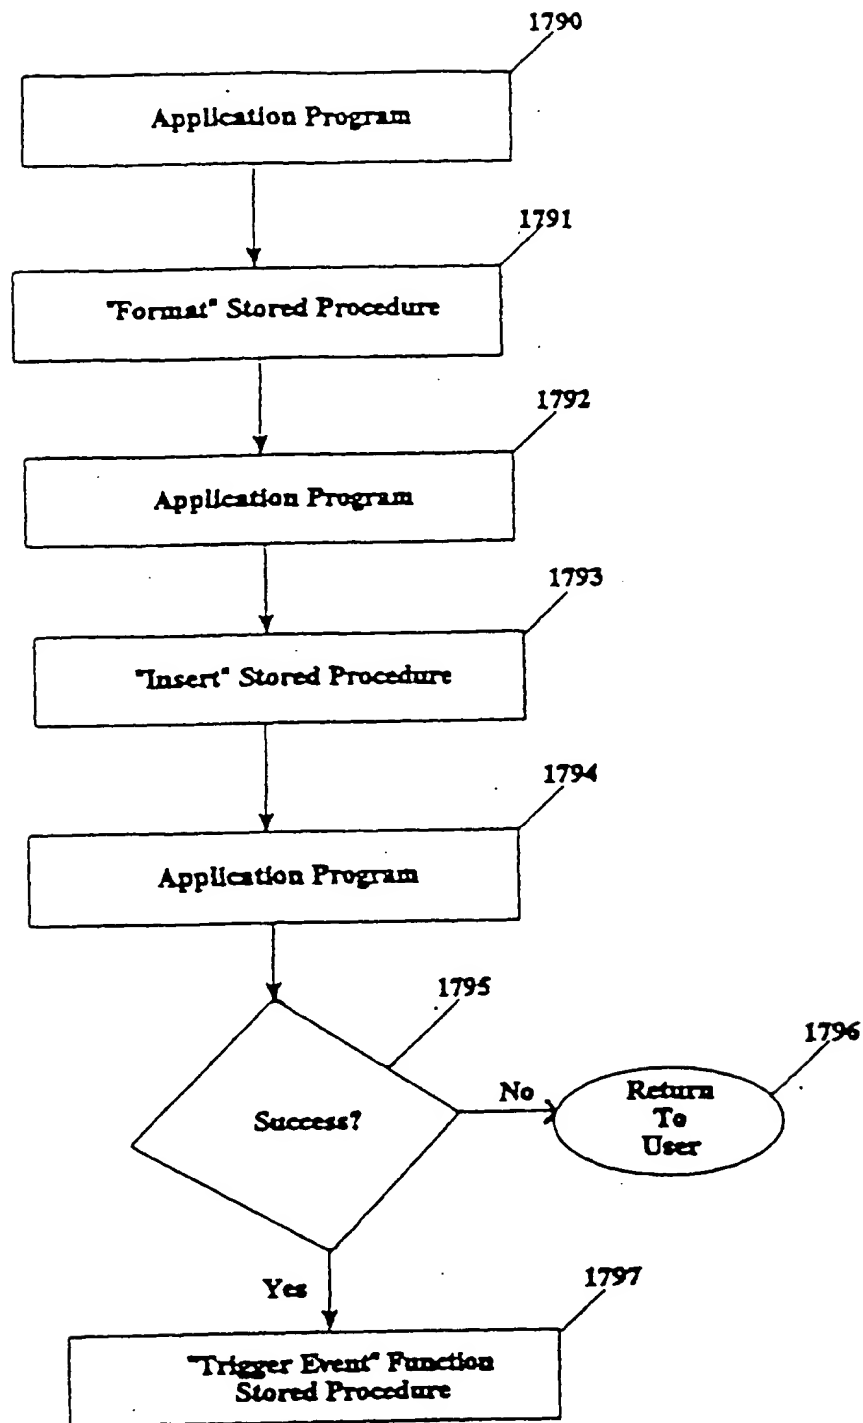 1790
Application Program
1791
"Format" Stored Procedure
1792
Application Program
1793
"Insert" Stored Procedure
1794
Application Program
1795
Success?
No
1796
Return
To
User
Yes
1797
"Trigger Event" Function
Stored Procedure